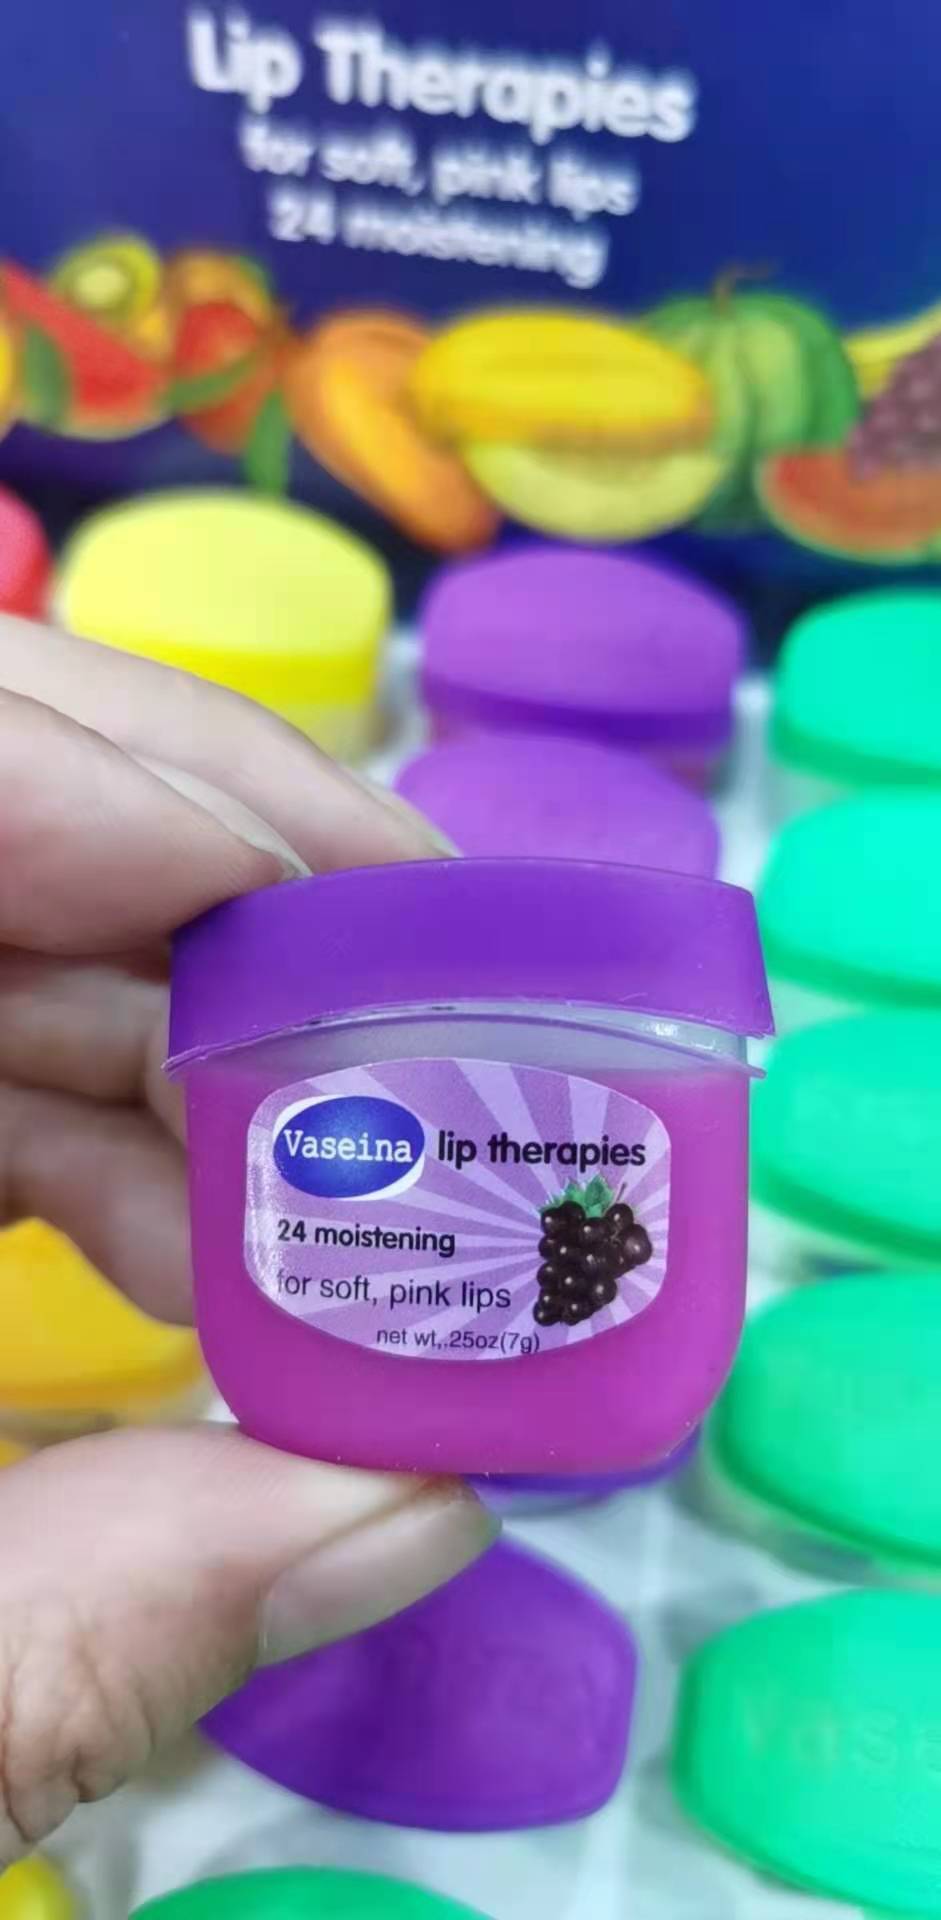 Lip Therapies
for soft, pink lips
24 moistening
Vaseina lip therapies
24 moistening
for soft, pink lips
net wt,.25oz(7g)